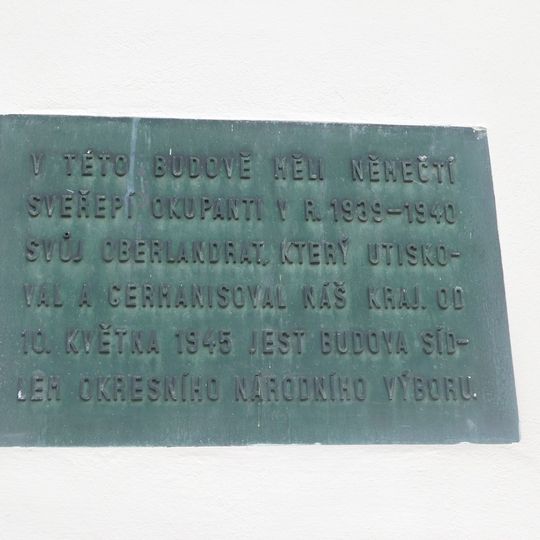 V TÉTO BUDOVĚ MĚLI NĚMEČTÍ
SVEŘEPÍ OKUPANTI V R. 1939-1940
SVŮJ OBERLANDRAT, KTERÝ UTISKO-
VAL A GERMANISOVAL NÁŠ KRAJ. OD
10. KVĚTNA 1945 JEST BUDOVA SÍD-
LEM OKRESNÍHO NÁRODNÍHO VÝBORU.